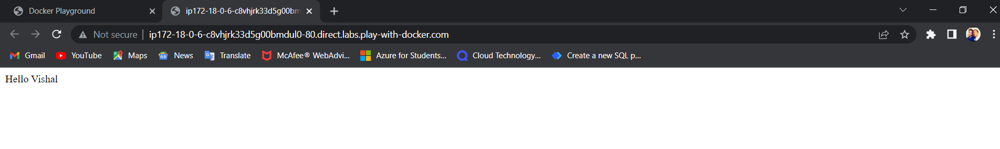 Docker Playground
ip172-18-0-6-c8vhjrk33d5g00bm
Not secure | ip172-18-0-6-c8vhjrk33d5g00bmdul0-80.direct.labs.play-with-docker.com
Gmail YouTube Maps News Translate McAfee® WebAdvi... Azure for Students... Cloud Technology... Create a new SQL p...
Hello Vishal